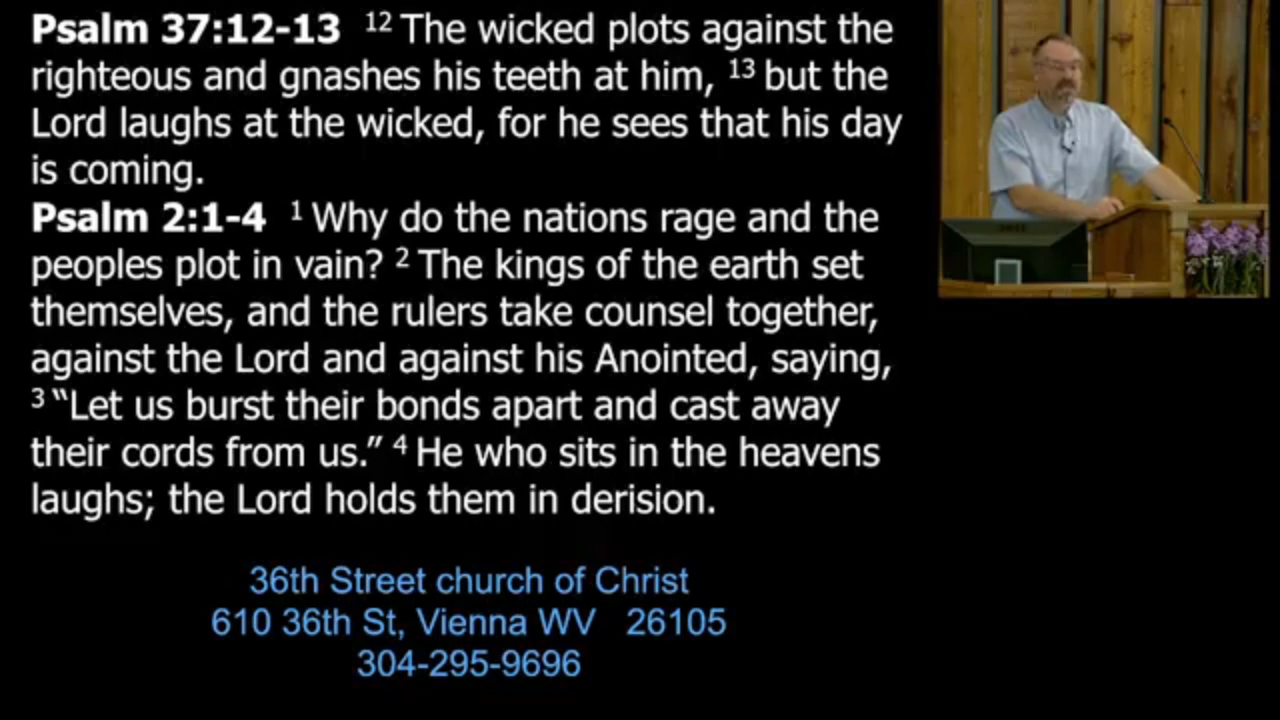 Psalm 37:12-13 ¹² The wicked plots against the
righteous and gnashes his teeth at him, ¹³ but the
Lord laughs at the wicked, for he sees that his day
is coming.
Psalm 2:1-4 ¹ Why do the nations rage and the
peoples plot in vain? ² The kings of the earth set
themselves, and the rulers take counsel together,
against the Lord and against his Anointed, saying,
³ “Let us burst their bonds apart and cast away
their cords from us.” ⁴ He who sits in the heavens
laughs; the Lord holds them in derision.
36th Street church of Christ
610 36th St, Vienna WV 26105
304-295-9696